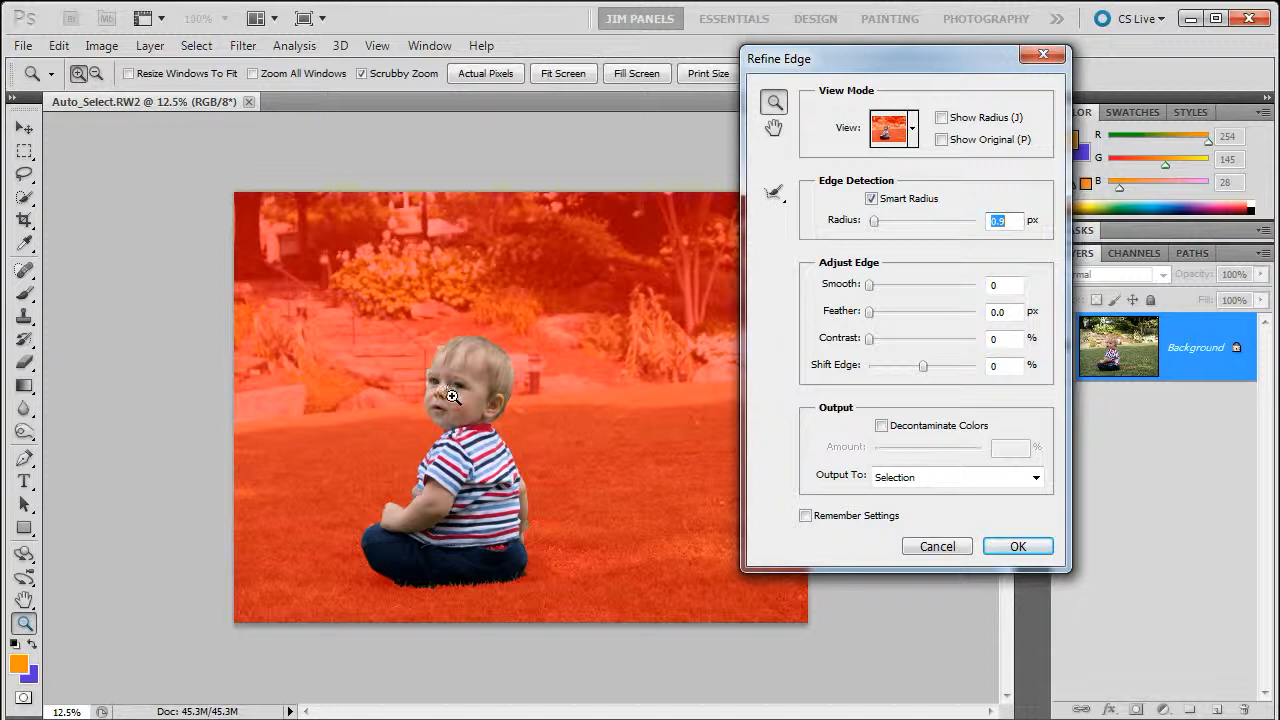 Ps Br Mb 100% JIM PANELS ESSENTIALS DESIGN PAINTING PHOTOGRAPHY CS Live
File Edit Image Layer Select Filter Analysis 3D View Window Help
Resize Windows To Fit Zoom All Windows Scrubby Zoom Actual Pixels Fit Screen Fill Screen Print Size
Auto_Select.RW2 @ 12.5% (RGB/8*)
Refine Edge
View Mode
View:
Show Radius (J)
Show Original (P)
Edge Detection
Smart Radius
Radius: 0.9 px
Adjust Edge
Smooth: 0
Feather: 0.0 px
Contrast: 0 %
Shift Edge: 0 %
Output
Decontaminate Colors
Amount: %
Output To: Selection
Remember Settings
Cancel OK
SWATCHES STYLES
R 254
G 145
B 28
CHANNELS PATHS
Opacity: 100%
Fill: 100%
Background
12.5% Doc: 45.3M/45.3M